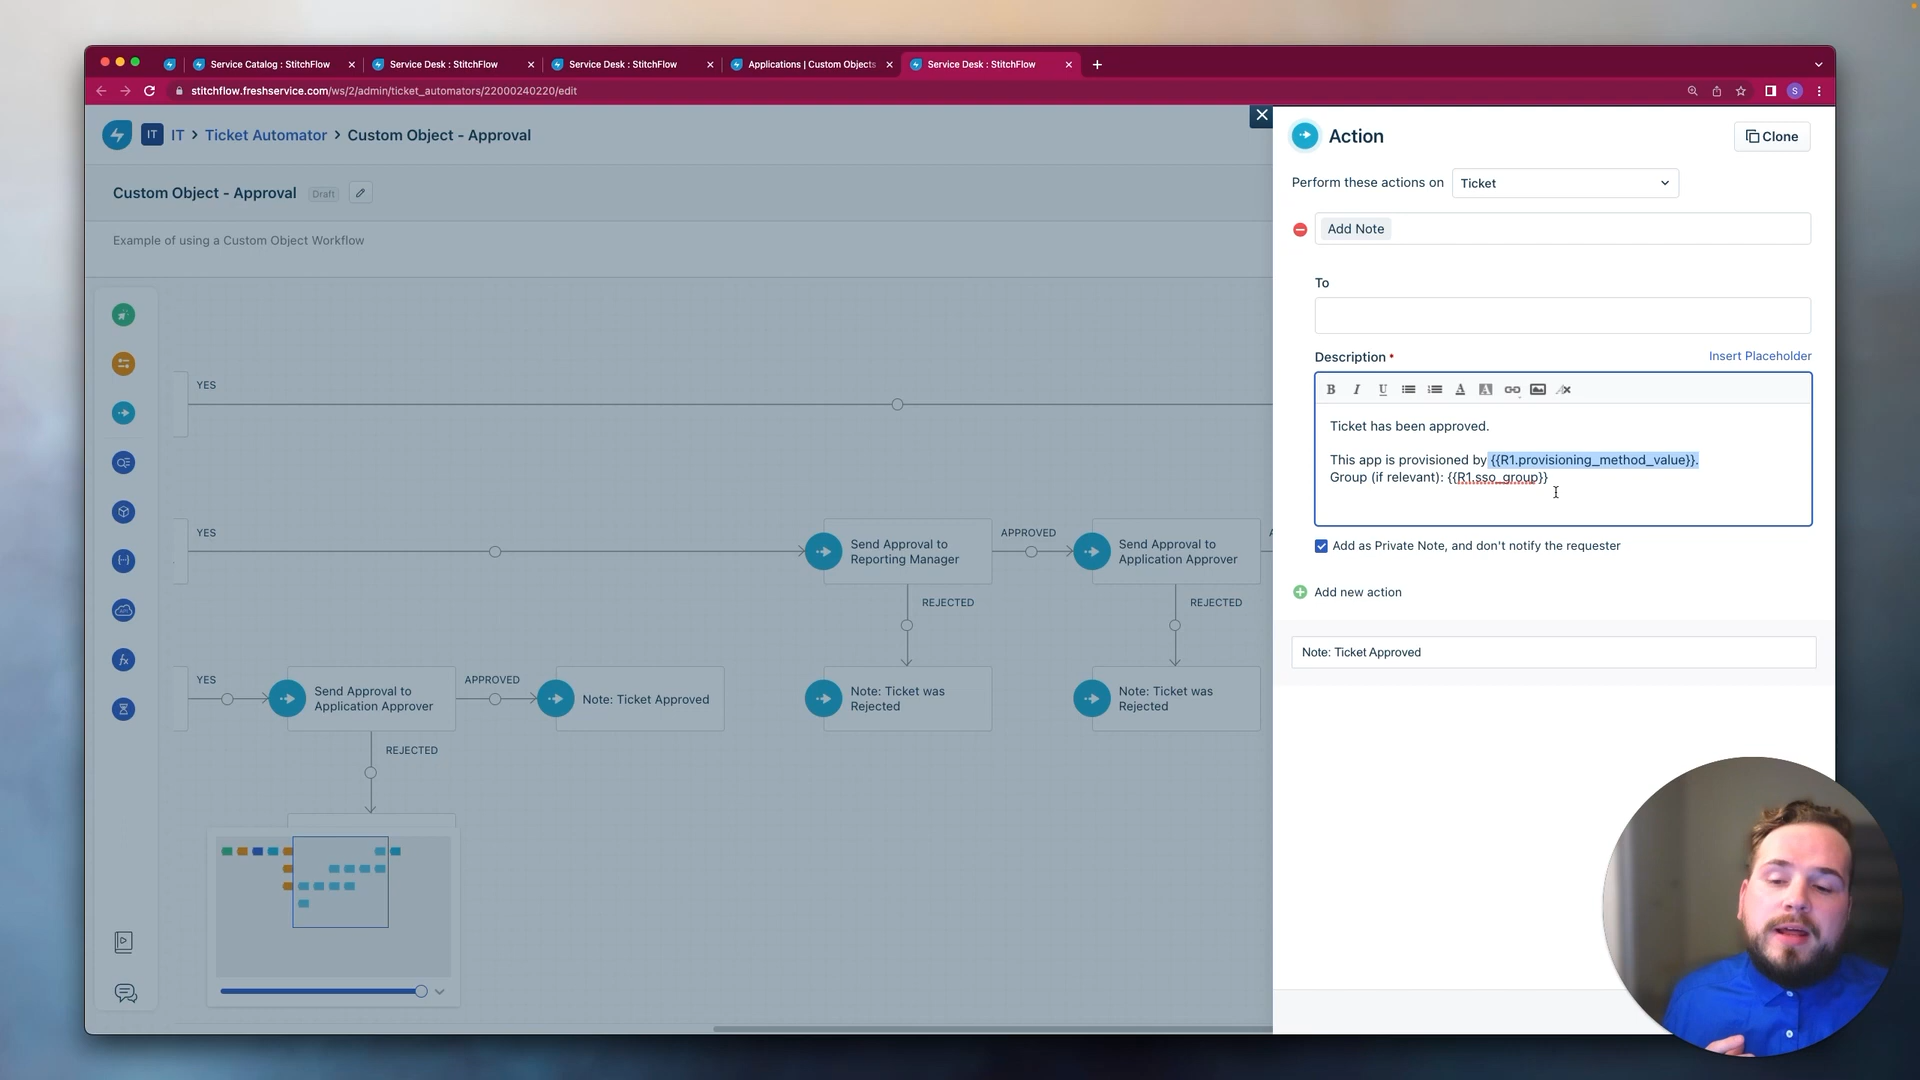 Service Catalog : StitchFlow
Service Desk : StitchFlow
Service Desk : StitchFlow
Applications | Custom Objects
Service Desk : StitchFlow
stitchflow.freshservice.com/ws/2/admin/ticket_automators/22000240220/edit
S
IT IT > Ticket Automator > Custom Object - Approval
Custom Object - Approval Draft
Example of using a Custom Object Workflow
YES
YES
Send Approval to
Reporting Manager
APPROVED
Send Approval to
Application Approver
A
REJECTED
REJECTED
YES
Send Approval to
Application Approver
APPROVED
Note: Ticket Approved
Note: Ticket was
Rejected
Note: Ticket was
Rejected
REJECTED
Action
Clone
Perform these actions on Ticket
Add Note
To
Description *
Insert Placeholder
B I U A A
Ticket has been approved.
This app is provisioned by {{R1.provisioning_method_value}}.
Group (if relevant): {{R1.sso_group}}
Add as Private Note, and don't notify the requester
Add new action
Note: Ticket Approved